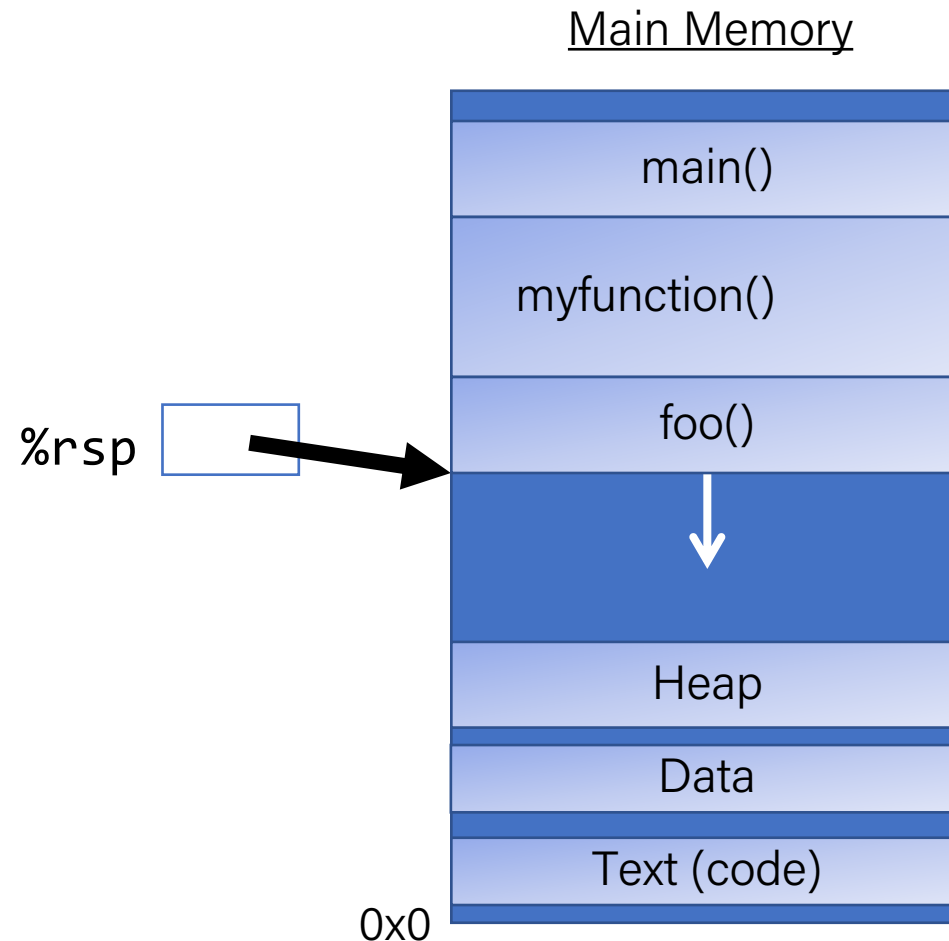 Main Memory
main()
myfunction()
foo()
%rsp
Heap
Data
Text (code)
0x0